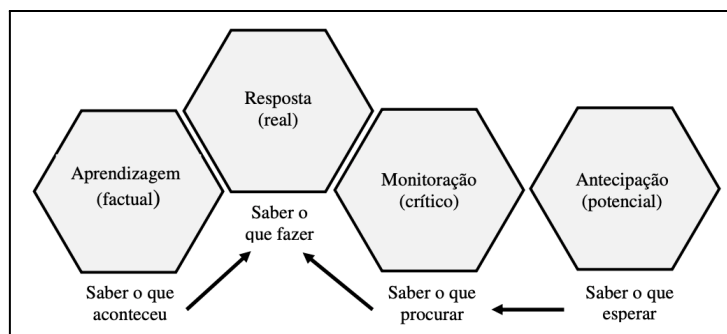 Resposta
(real)
Aprendizagem
(factual)
Monitoração
(crítico)
Antecipação
(potencial)
Saber o
que fazer
Saber o que
aconteceu
Saber o que
procurar
Saber o que
esperar